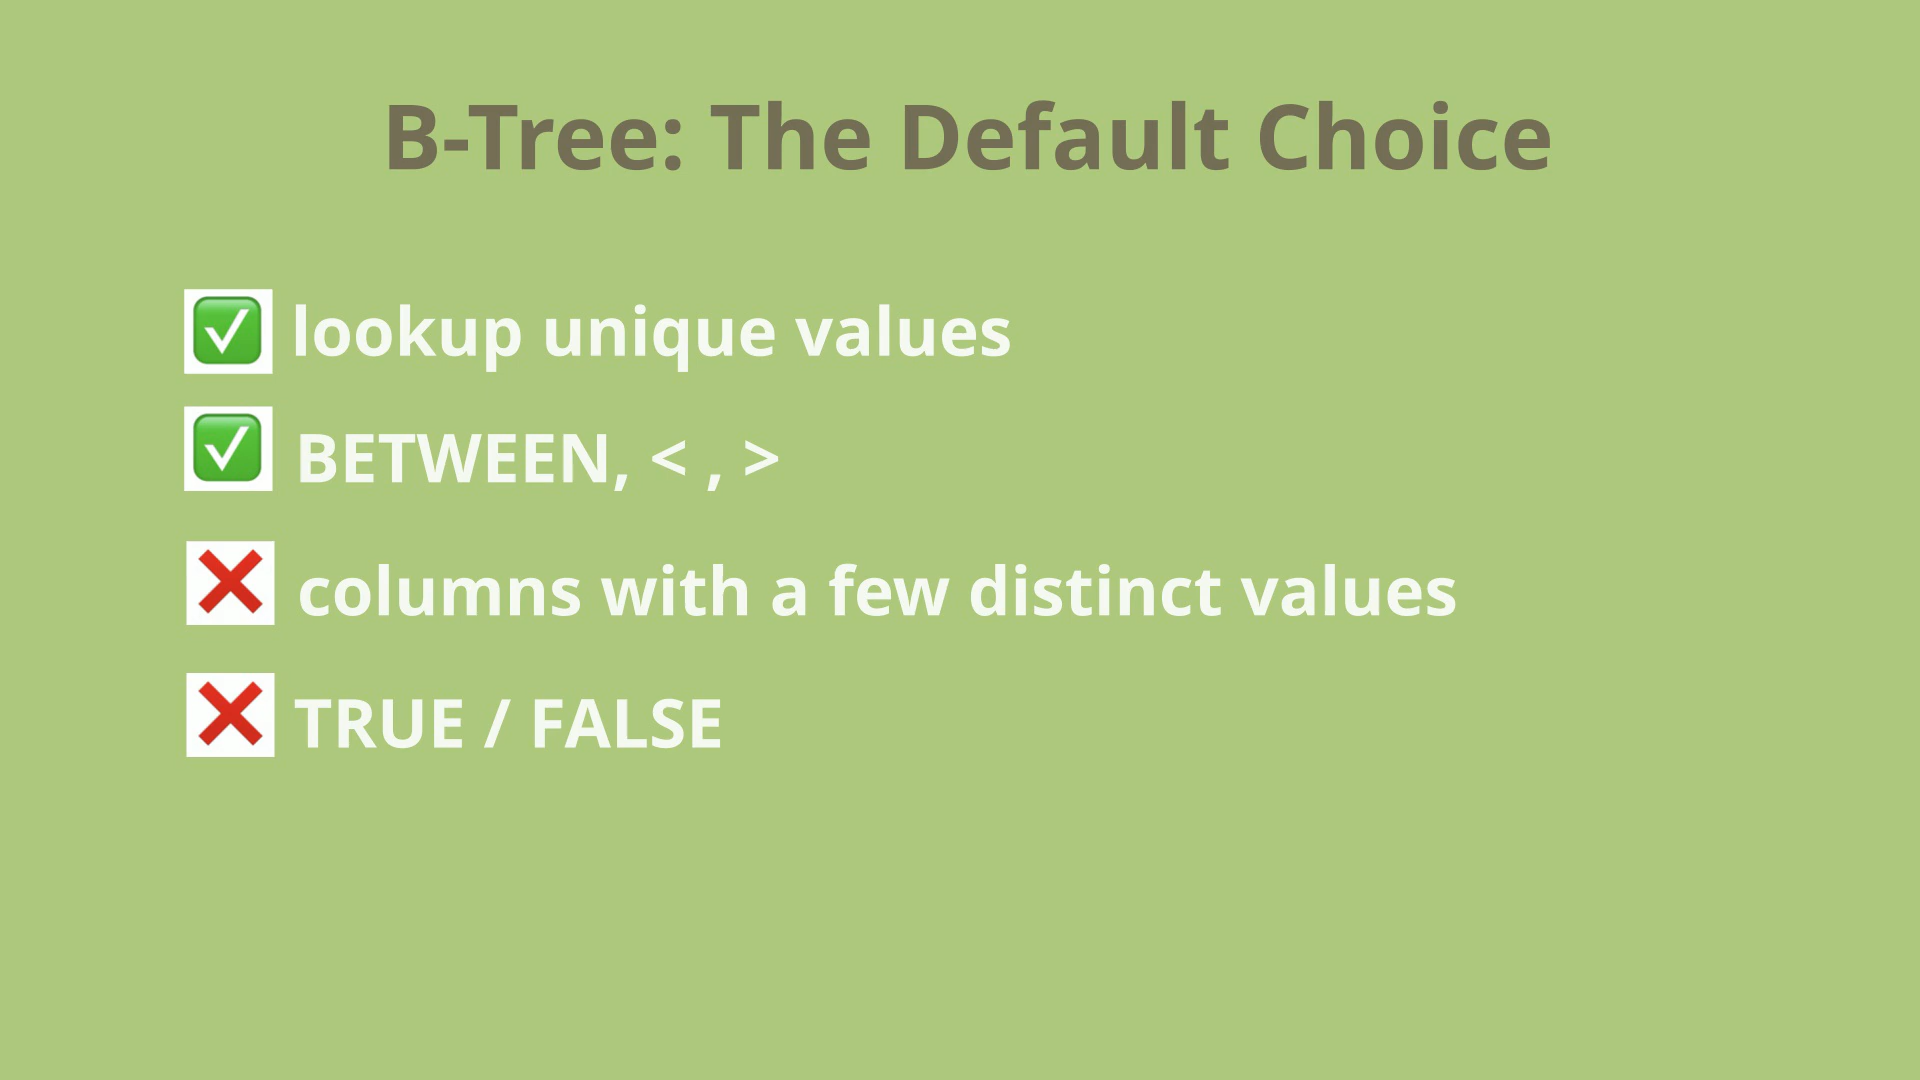 B-Tree: The Default Choice
✅ lookup unique values
✅ BETWEEN, < , >
❌ columns with a few distinct values
❌ TRUE / FALSE